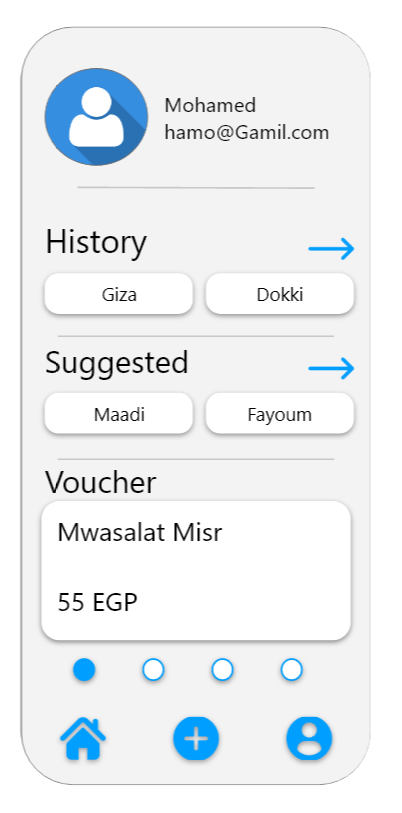 Mohamed
hamo@Gamil.com
History
Giza
Dokki
Suggested
Maadi
Fayoum
Voucher
Mwasalat Misr
55 EGP